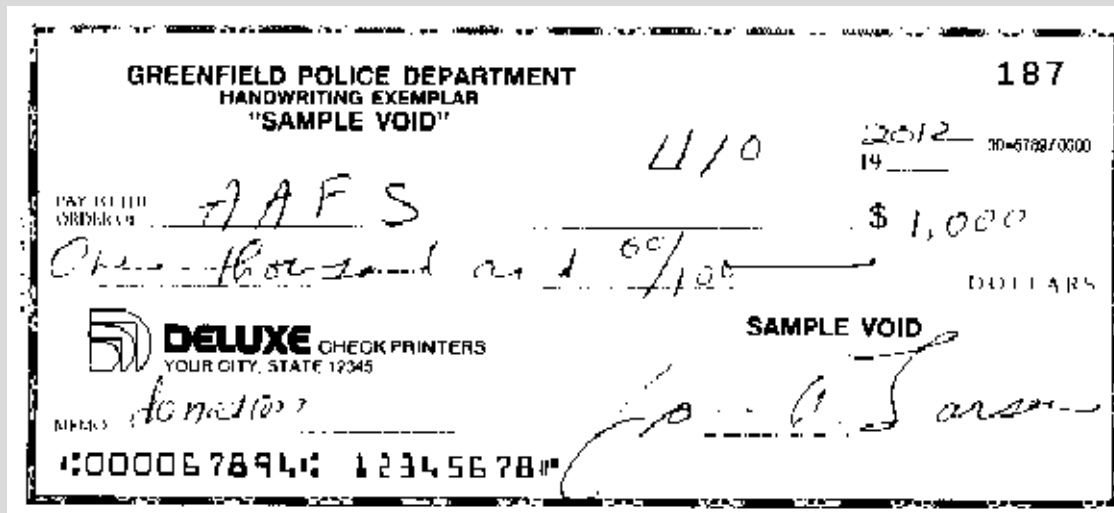 GREENFIELD POLICE DEPARTMENT 187
HANDWRITING EXEMPLAR
"SAMPLE VOID"
4/10 2012 00-6789/0000
19
PAY TO THE
ORDER OF AAFS $ 1,000
One thousand and 00/100 DOLLARS
DELUXE CHECK PRINTERS SAMPLE VOID
YOUR CITY, STATE 12345
MEMO donation Larson
⑆000067894⑆ 12345678⑈